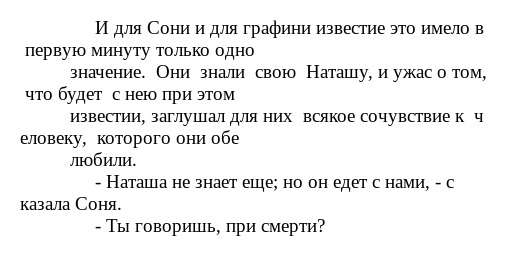 И для Сони и для графини известие это имело в
первую минуту только одно
значение. Они знали свою Наташу, и ужас о том,
что будет с нею при этом
известии, заглушал для них всякое сочувствие к ч
еловеку, которого они обе
любили.
- Наташа не знает еще; но он едет с нами, - с
казала Соня.
- Ты говоришь, при смерти?